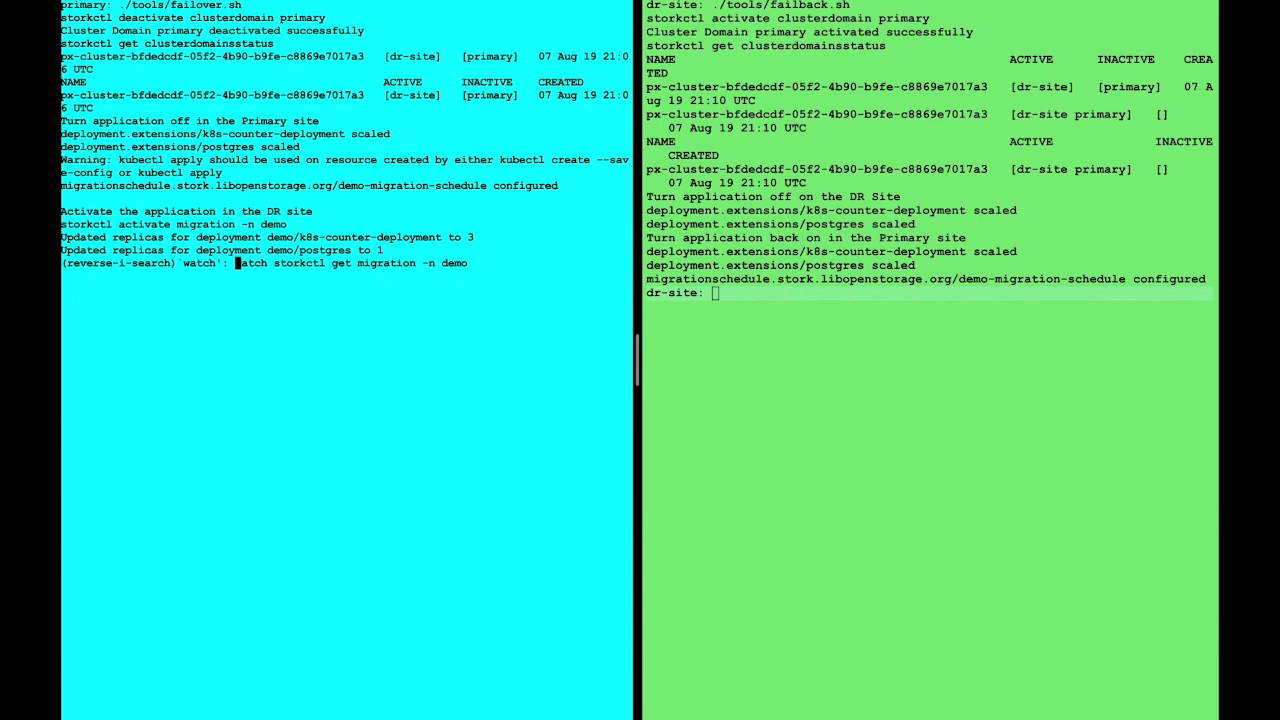 primary: ./tools/failover.sh
storkctl deactivate clusterdomain primary
Cluster Domain primary deactivated successfully
storkctl get clusterdomainsstatus
px-cluster-bfdedcdf-05f2-4b90-b9fe-c8869e7017a3   [dr-site]   [primary]   07 Aug 19 21:0
6 UTC
NAME                                              ACTIVE      INACTIVE    CREATED
px-cluster-bfdedcdf-05f2-4b90-b9fe-c8869e7017a3   [dr-site]   [primary]   07 Aug 19 21:0
6 UTC
Turn application off in the Primary site
deployment.extensions/k8s-counter-deployment scaled
deployment.extensions/postgres scaled
Warning: kubectl apply should be used on resource created by either kubectl create --sav
e-config or kubectl apply
migrationschedule.stork.libopenstorage.org/demo-migration-schedule configured
Activate the application in the DR site
storkctl activate migration -n demo
Updated replicas for deployment demo/k8s-counter-deployment to 3
Updated replicas for deployment demo/postgres to 1
(reverse-i-search)`watch': watch storkctl get migration -n demo
dr-site: ./tools/failback.sh
storkctl activate clusterdomain primary
Cluster Domain primary activated successfully
storkctl get clusterdomainsstatus
NAME                                              ACTIVE      INACTIVE    CREA
TED
px-cluster-bfdedcdf-05f2-4b90-b9fe-c8869e7017a3   [dr-site]   [primary]   07 A
ug 19 21:10 UTC
px-cluster-bfdedcdf-05f2-4b90-b9fe-c8869e7017a3   [dr-site primary]   []
   07 Aug 19 21:10 UTC
NAME                                              ACTIVE              INACTIVE
   CREATED
px-cluster-bfdedcdf-05f2-4b90-b9fe-c8869e7017a3   [dr-site primary]   []
   07 Aug 19 21:10 UTC
Turn application off on the DR Site
deployment.extensions/k8s-counter-deployment scaled
deployment.extensions/postgres scaled
Turn application back on in the Primary site
deployment.extensions/k8s-counter-deployment scaled
deployment.extensions/postgres scaled
migrationschedule.stork.libopenstorage.org/demo-migration-schedule configured
dr-site: